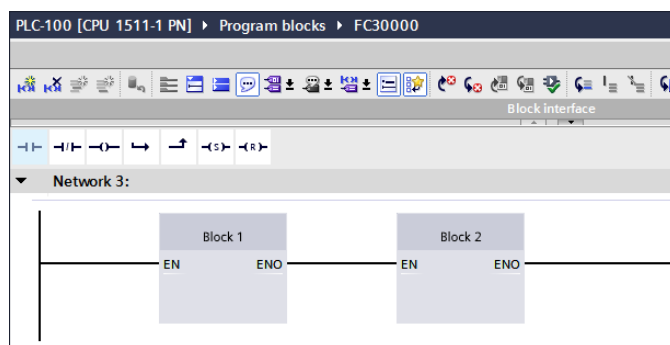 PLC-100 [CPU 1511-1 PN] ▸ Program blocks ▸ FC30000
Block interface
Network 3:
Block 1
Block 2
EN ENO
EN ENO